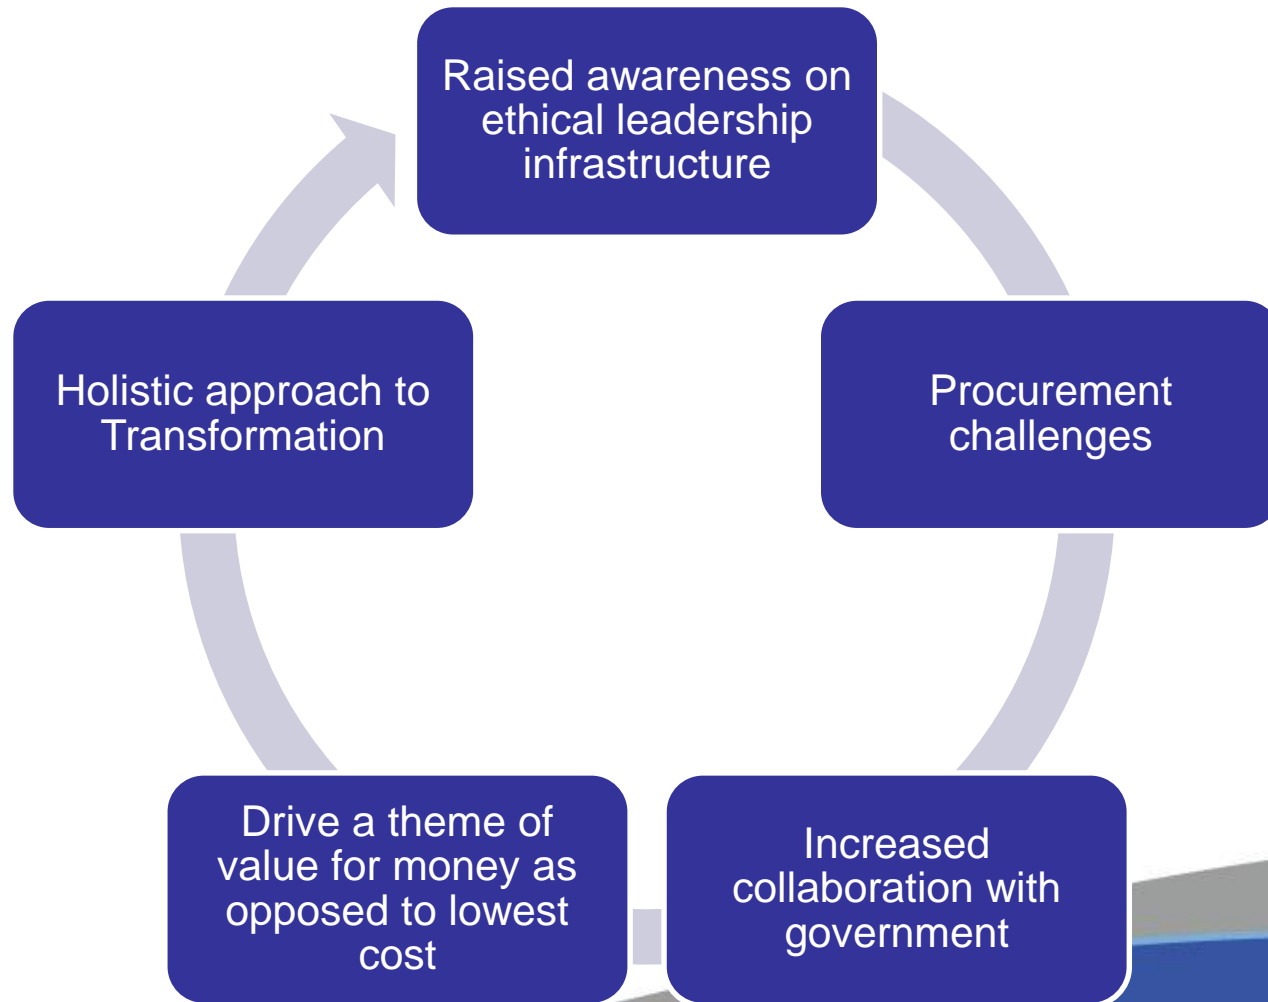 Raised awareness on
ethical leadership
infrastructure
Procurement
challenges
Increased
collaboration with
government
Drive a theme of
value for money as
opposed to lowest
cost
Holistic approach to
Transformation